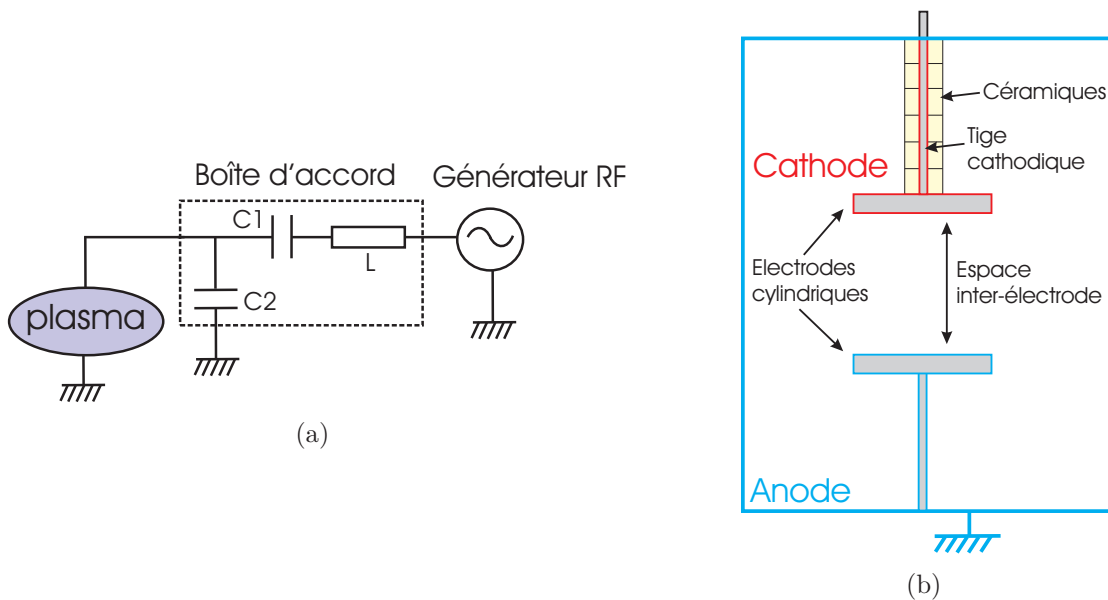 Boîte d'accord
Générateur RF
C1
L
C2
plasma
(a)
Céramiques
Tige
cathodique
Cathode
Electrodes
cylindriques
Espace
inter-électrode
Anode
(b)